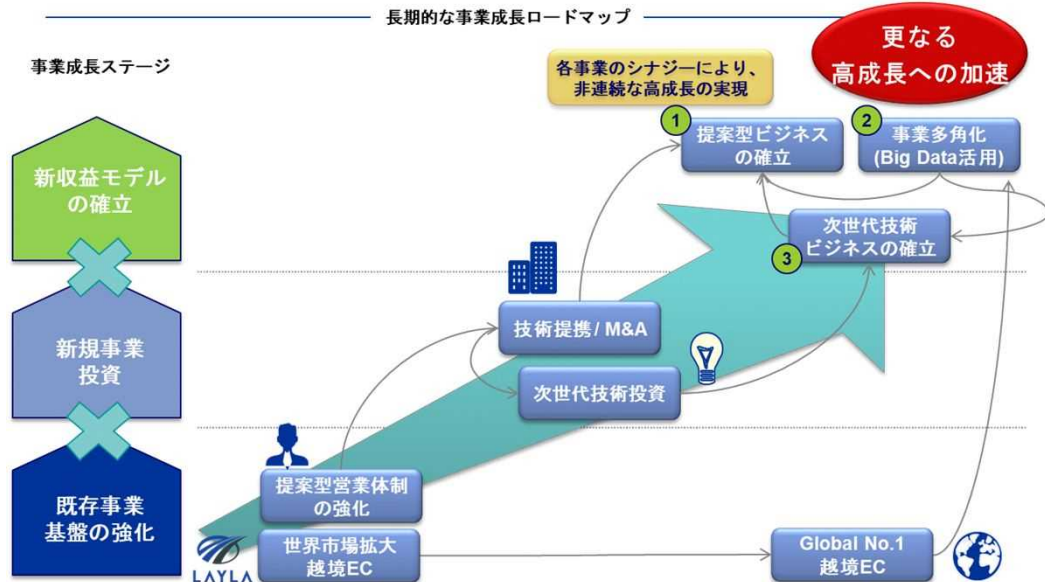 長期的な事業成長ロードマップ
更なる
高成長への加速
事業成長ステージ
各事業のシナジーにより、
非連続な高成長の実現
1
提案型ビジネス
の確立
2
事業多角化
(Big Data活用)
新収益モデル
の確立
次世代技術
ビジネスの確立
3
技術提携/ M&A
新規事業
投資
次世代技術投資
提案型営業体制
の強化
既存事業
基盤の強化
世界市場拡大
越境EC
Global No.1
越境EC
LAYLA